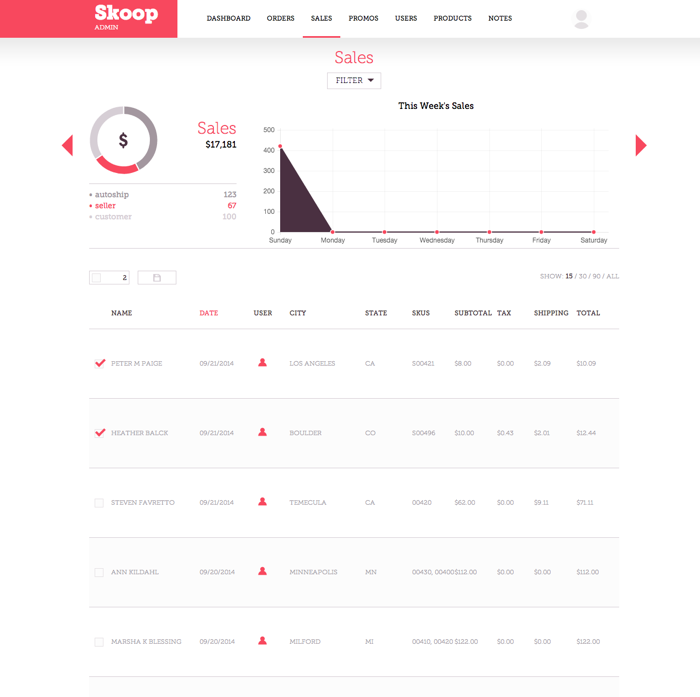 Skoop
ADMIN
DASHBOARD ORDERS SALES PROMOS USERS PRODUCTS NOTES
Sales
FILTER
This Week's Sales
$
Sales
$17,181
• autoship 123
• seller 67
• customer 100
500
400
300
200
100
0
Sunday Monday Tuesday Wednesday Thursday Friday Saturday
2
SHOW: 15 / 30 / 90 / ALL
NAME DATE USER CITY STATE SKUS SUBTOTAL TAX SHIPPING TOTAL
PETER M PAIGE 09/21/2014 LOS ANGELES CA S00421 $8.00 $0.00 $2.09 $10.09
HEATHER BALCK 09/21/2014 BOULDER CO S00496 $10.00 $0.43 $2.01 $12.44
STEVEN FAVRETTO 09/21/2014 TEMECULA CA 00420 $62.00 $0.00 $9.11 $71.11
ANN KILDAHL 09/20/2014 MINNEAPOLIS MN 00430, 00400 $112.00 $0.00 $0.00 $112.00
MARSHA K BLESSING 09/20/2014 MILFORD MI 00410, 00420 $122.00 $0.00 $0.00 $122.00